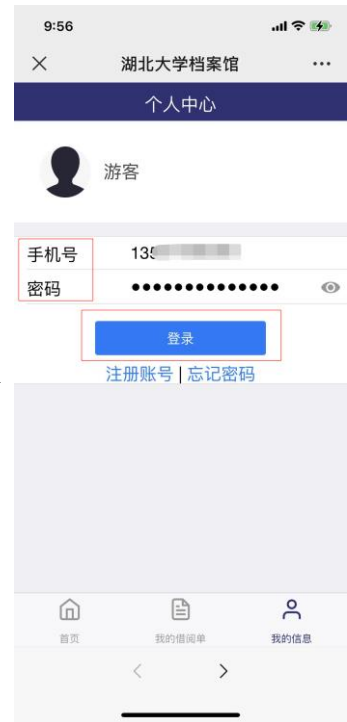 9:56
湖北大学档案馆
个人中心
游客
手机号 135
密码 ••••••••••••••
登录
注册账号 | 忘记密码
首页 我的借阅单 我的信息